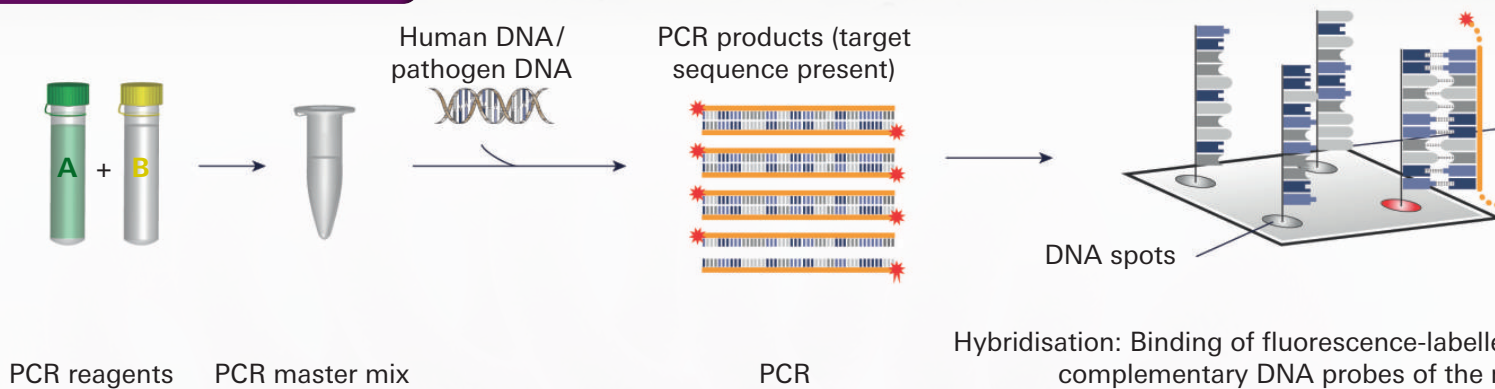 Human DNA/
pathogen DNA
PCR products (target
sequence present)
A + B
DNA spots
PCR reagents
PCR master mix
PCR
Hybridisation: Binding of fluorescence-labelle
complementary DNA probes of the